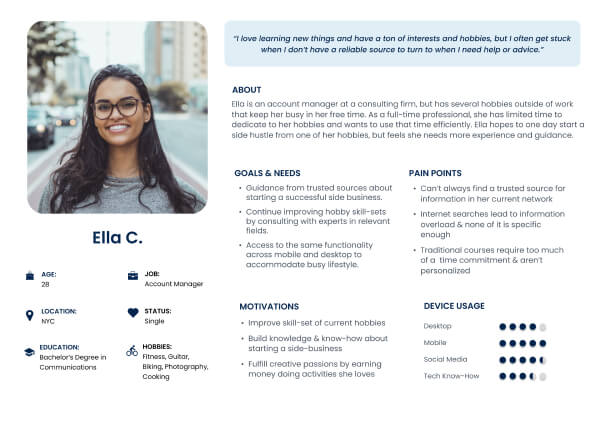 “I love learning new things and have a ton of interests and hobbies, but I often get stuck
when I don’t have a reliable source to turn to when I need help or advice.”
ABOUT
Ella is an account manager at a consulting firm, but has several hobbies outside of work
that keep her busy in her free time. As a full-time professional, she has limited time to
dedicate to her hobbies and wants to use that time efficiently. Ella hopes to one day start a
side hustle from one of her hobbies, but feels she needs more experience and guidance.
Ella C.
AGE:
28
JOB:
Account Manager
LOCATION:
NYC
STATUS:
Single
EDUCATION:
Bachelor’s Degree in
Communications
HOBBIES:
Fitness, Guitar,
Biking, Photography,
Cooking
GOALS & NEEDS
• Guidance from trusted sources about
starting a successful side business.
• Continue improving hobby skill-sets
by consulting with experts in relevant
fields.
• Access to the same functionality
across mobile and desktop to
accommodate busy lifestyle.
PAIN POINTS
• Can’t always find a trusted source for
information in her current network
• Internet searches lead to information
overload & none of it is specific
enough
• Traditional courses require too much
of a time commitment & aren’t
personalized
MOTIVATIONS
• Improve skill-set of current hobbies
• Build knowledge & know-how about
starting a side-business
• Fulfill creative passions by earning
money doing activities she loves
DEVICE USAGE
Desktop
Mobile
Social Media
Tech Know-How